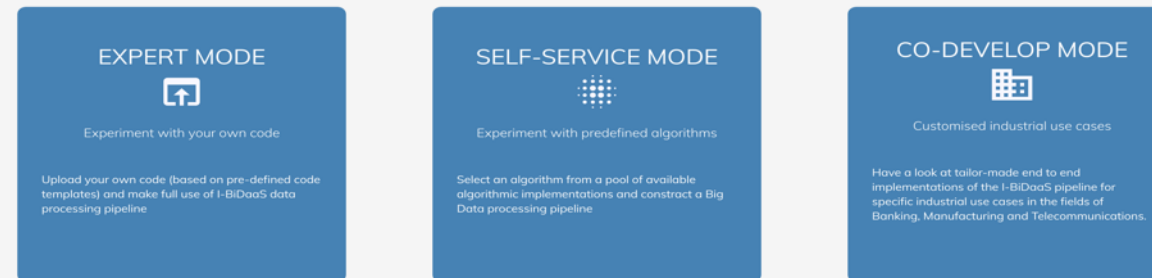 EXPERT MODE
Experiment with your own code
Upload your own code (based on pre-defined code
templates) and make full use of I-BiDaaS data
processing pipeline
SELF-SERVICE MODE
Experiment with predefined algorithms
Select an algorithm from a pool of available
algorithmic implementations and constract a Big
Data processing pipeline
CO-DEVELOP MODE
Customised industrial use cases
Have a look at tailor-made end to end
implementations of the I-BiDaaS pipeline for
specific industrial use cases in the fields of
Banking, Manufacturing and Telecommunications.